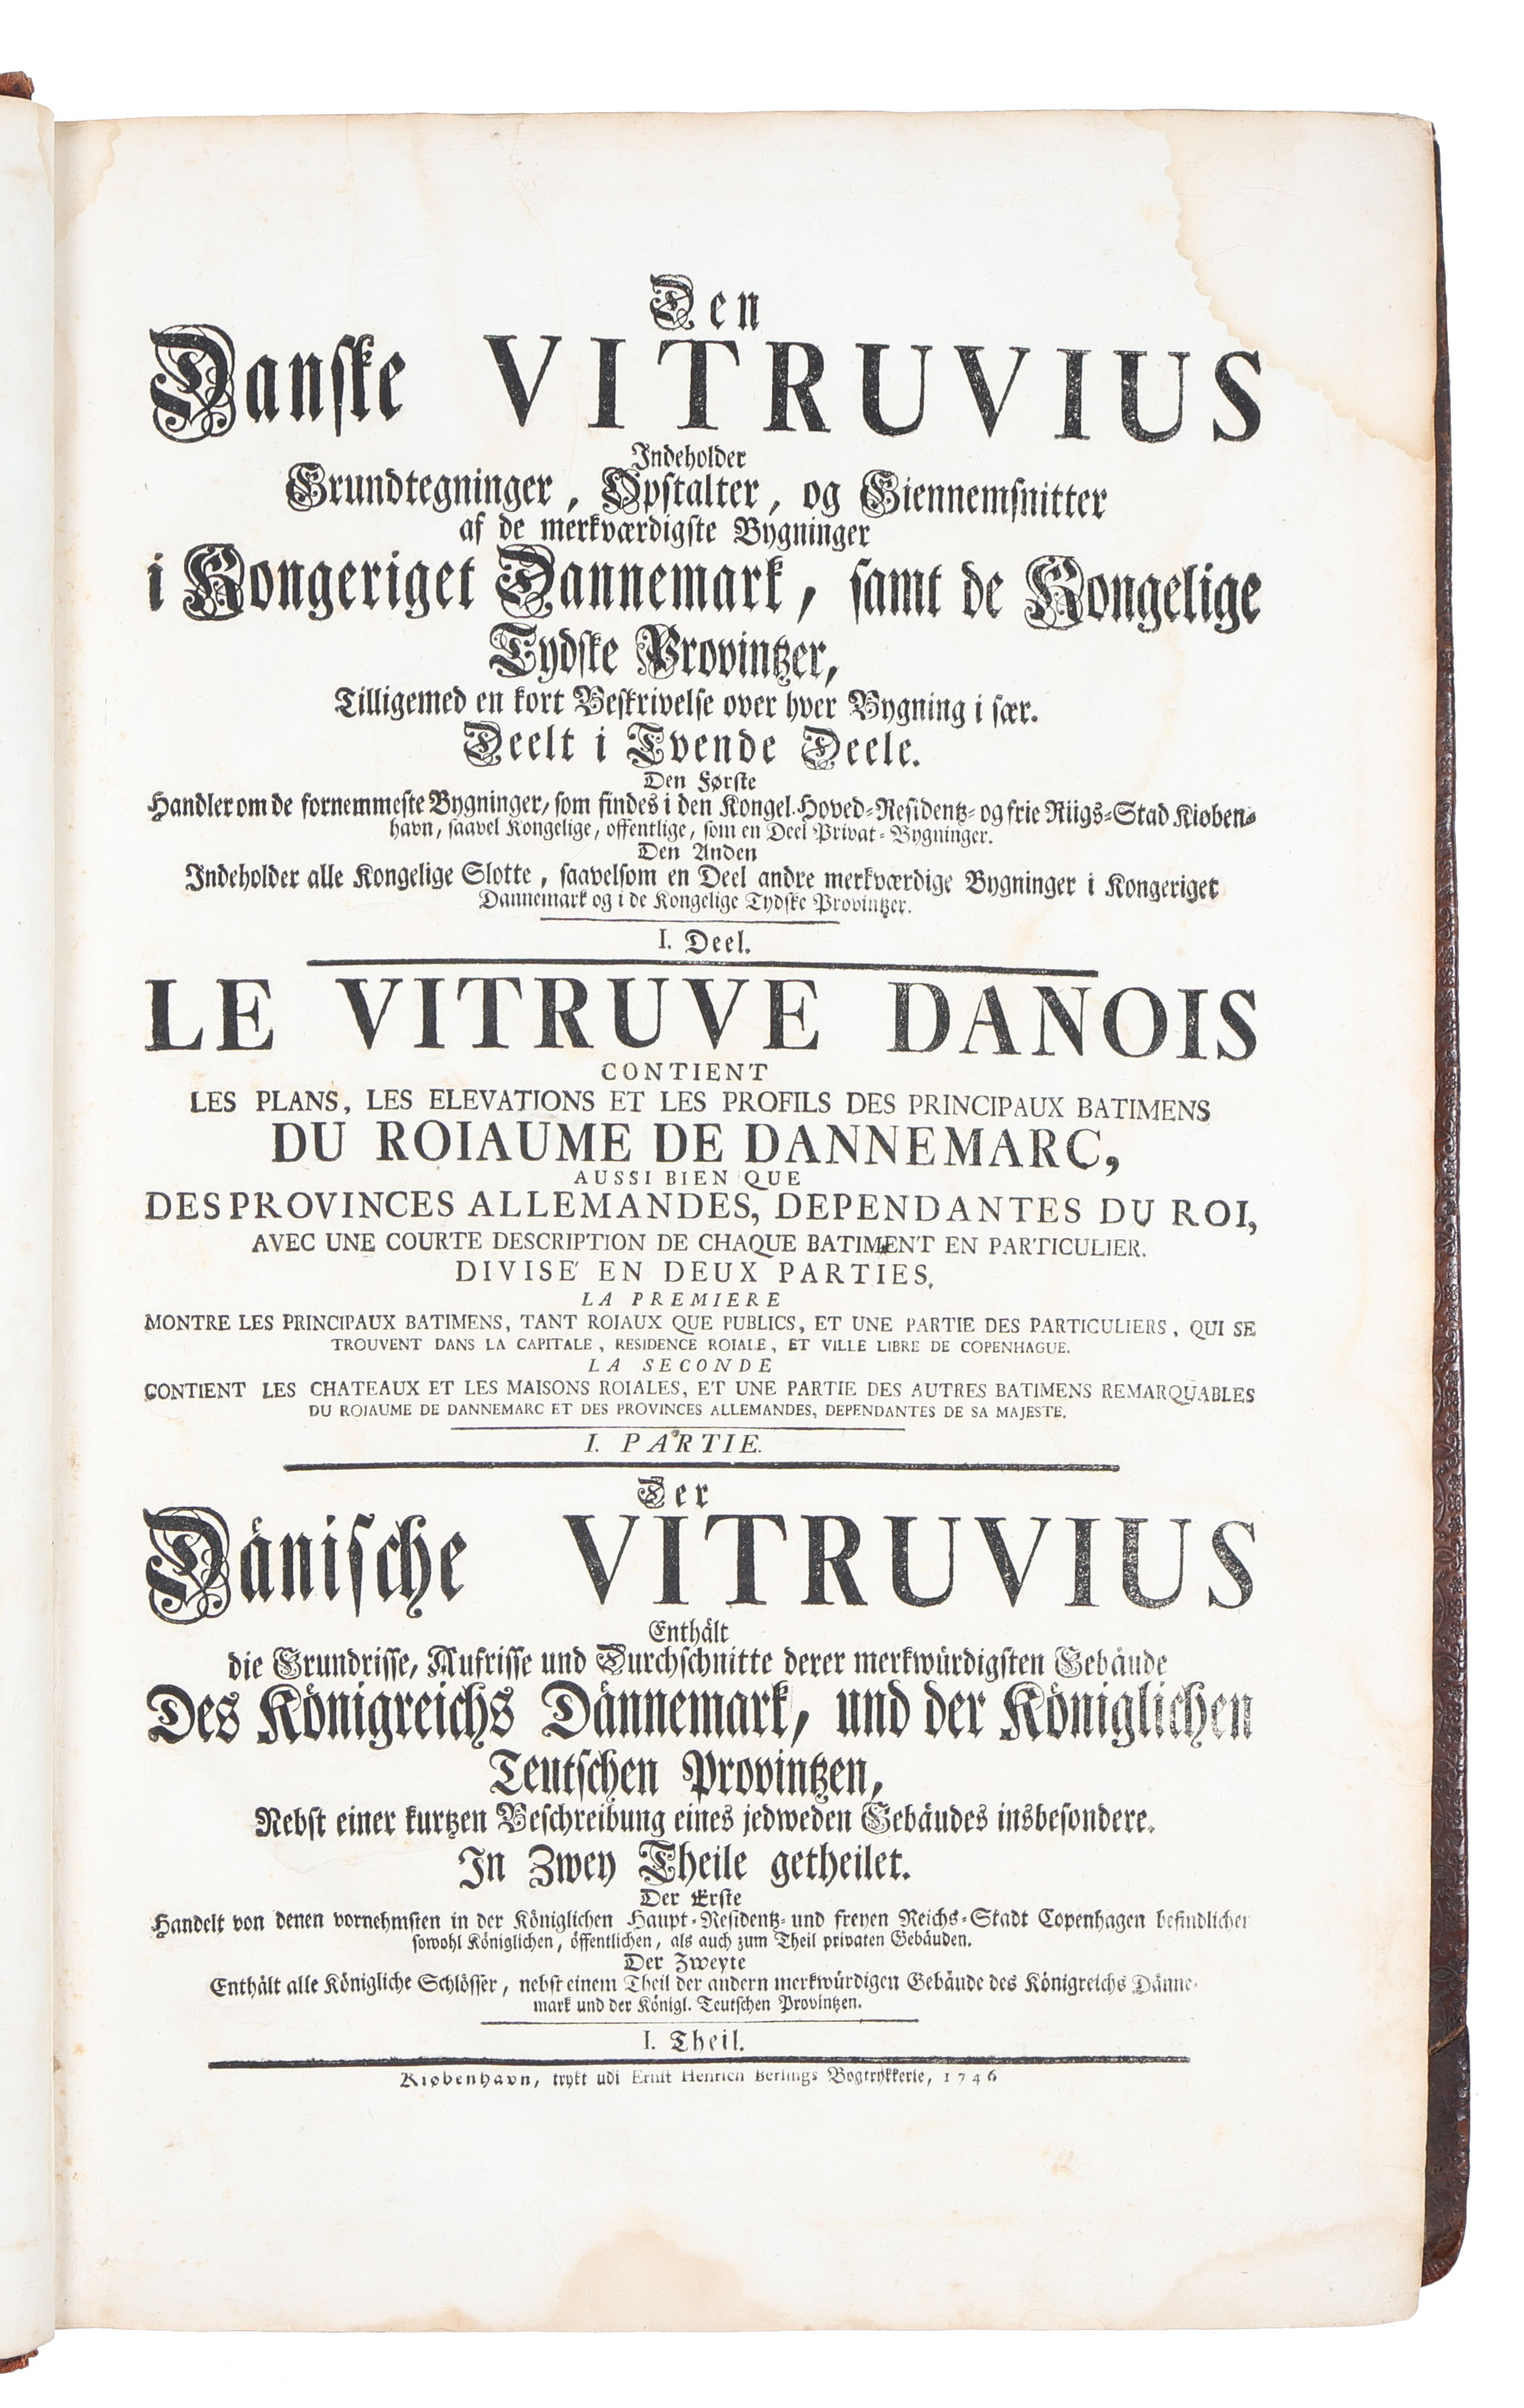 Den
Danske VITRUVIUS
Indeholder
Grundtegninger, Opstalter, og Giennemsnitter
af de merkværdigste Bygninger
i Kongeriget Dannemark, samt de Kongelige
Tydske Provintzer,
Tilligemed en kort Beskrivelse over hver Bygning i sær.
Deelt i Tvende Deele.
Den Første
Handler om de fornemmeste Bygninger, som findes i den Kongel. Hoved-Residentz- og frie Riigs-Stad Kiøben-
havn, saavel Kongelige, offentlige, som en Deel Privat-Bygninger.
Den Anden
Indeholder alle Kongelige Slotte, saavelsom en Deel andre merkværdige Bygninger i Kongeriget
Dannemark og i de Kongelige Tydske Provintzer.
I. Deel.
LE VITRUVE DANOIS
CONTIENT
LES PLANS, LES ELEVATIONS ET LES PROFILS DES PRINCIPAUX BATIMENS
DU ROIAUME DE DANNEMARC,
AUSSI BIEN QUE
DES PROVINCES ALLEMANDES, DEPENDANTES DU ROI,
AVEC UNE COURTE DESCRIPTION DE CHAQUE BATIMENT EN PARTICULIER.
DIVISE' EN DEUX PARTIES,
LA PREMIERE
MONTRE LES PRINCIPAUX BATIMENS, TANT ROIAUX QUE PUBLICS, ET UNE PARTIE DES PARTICULIERS, QUI SE
TROUVENT DANS LA CAPITALE, RESIDENCE ROIALE, ET VILLE LIBRE DE COPENHAGUE.
LA SECONDE
CONTIENT LES CHATEAUX ET LES MAISONS ROIALES, ET UNE PARTIE DES AUTRES BATIMENS REMARQUABLES
DU ROIAUME DE DANNEMARC ET DES PROVINCES ALLEMANDES, DEPENDANTES DE SA MAJESTE.
I. PARTIE.
Der
Dänische VITRUVIUS
Enthält
die Grundrisse, Aufrisse und Durchschnitte derer merkwürdigsten Gebäude
Des Königreichs Dännemark, und der Königlichen
Teutschen Provintzen,
Nebst einer kurtzen Beschreibung eines jedweden Gebäudes insbesondere.
In Zwey Theile getheilet.
Der Erste
Handelt von denen vornehmsten in der Königlichen Haupt-Residentz- und freyen Reichs-Stadt Copenhagen befindlichen
sowohl Königlichen, öffentlichen, als auch zum Theil privaten Gebäuden.
Der Zweyte
Enthält alle Königliche Schlösser, nebst einem Theil der andern merkwürdigen Gebäude des Königreichs Dänne-
mark und der Königl. Teutschen Provintzen.
I. Theil.
Kiøbenhavn, trykt udi Ernst Henrich Berlings Bogtrykkerie, 1746